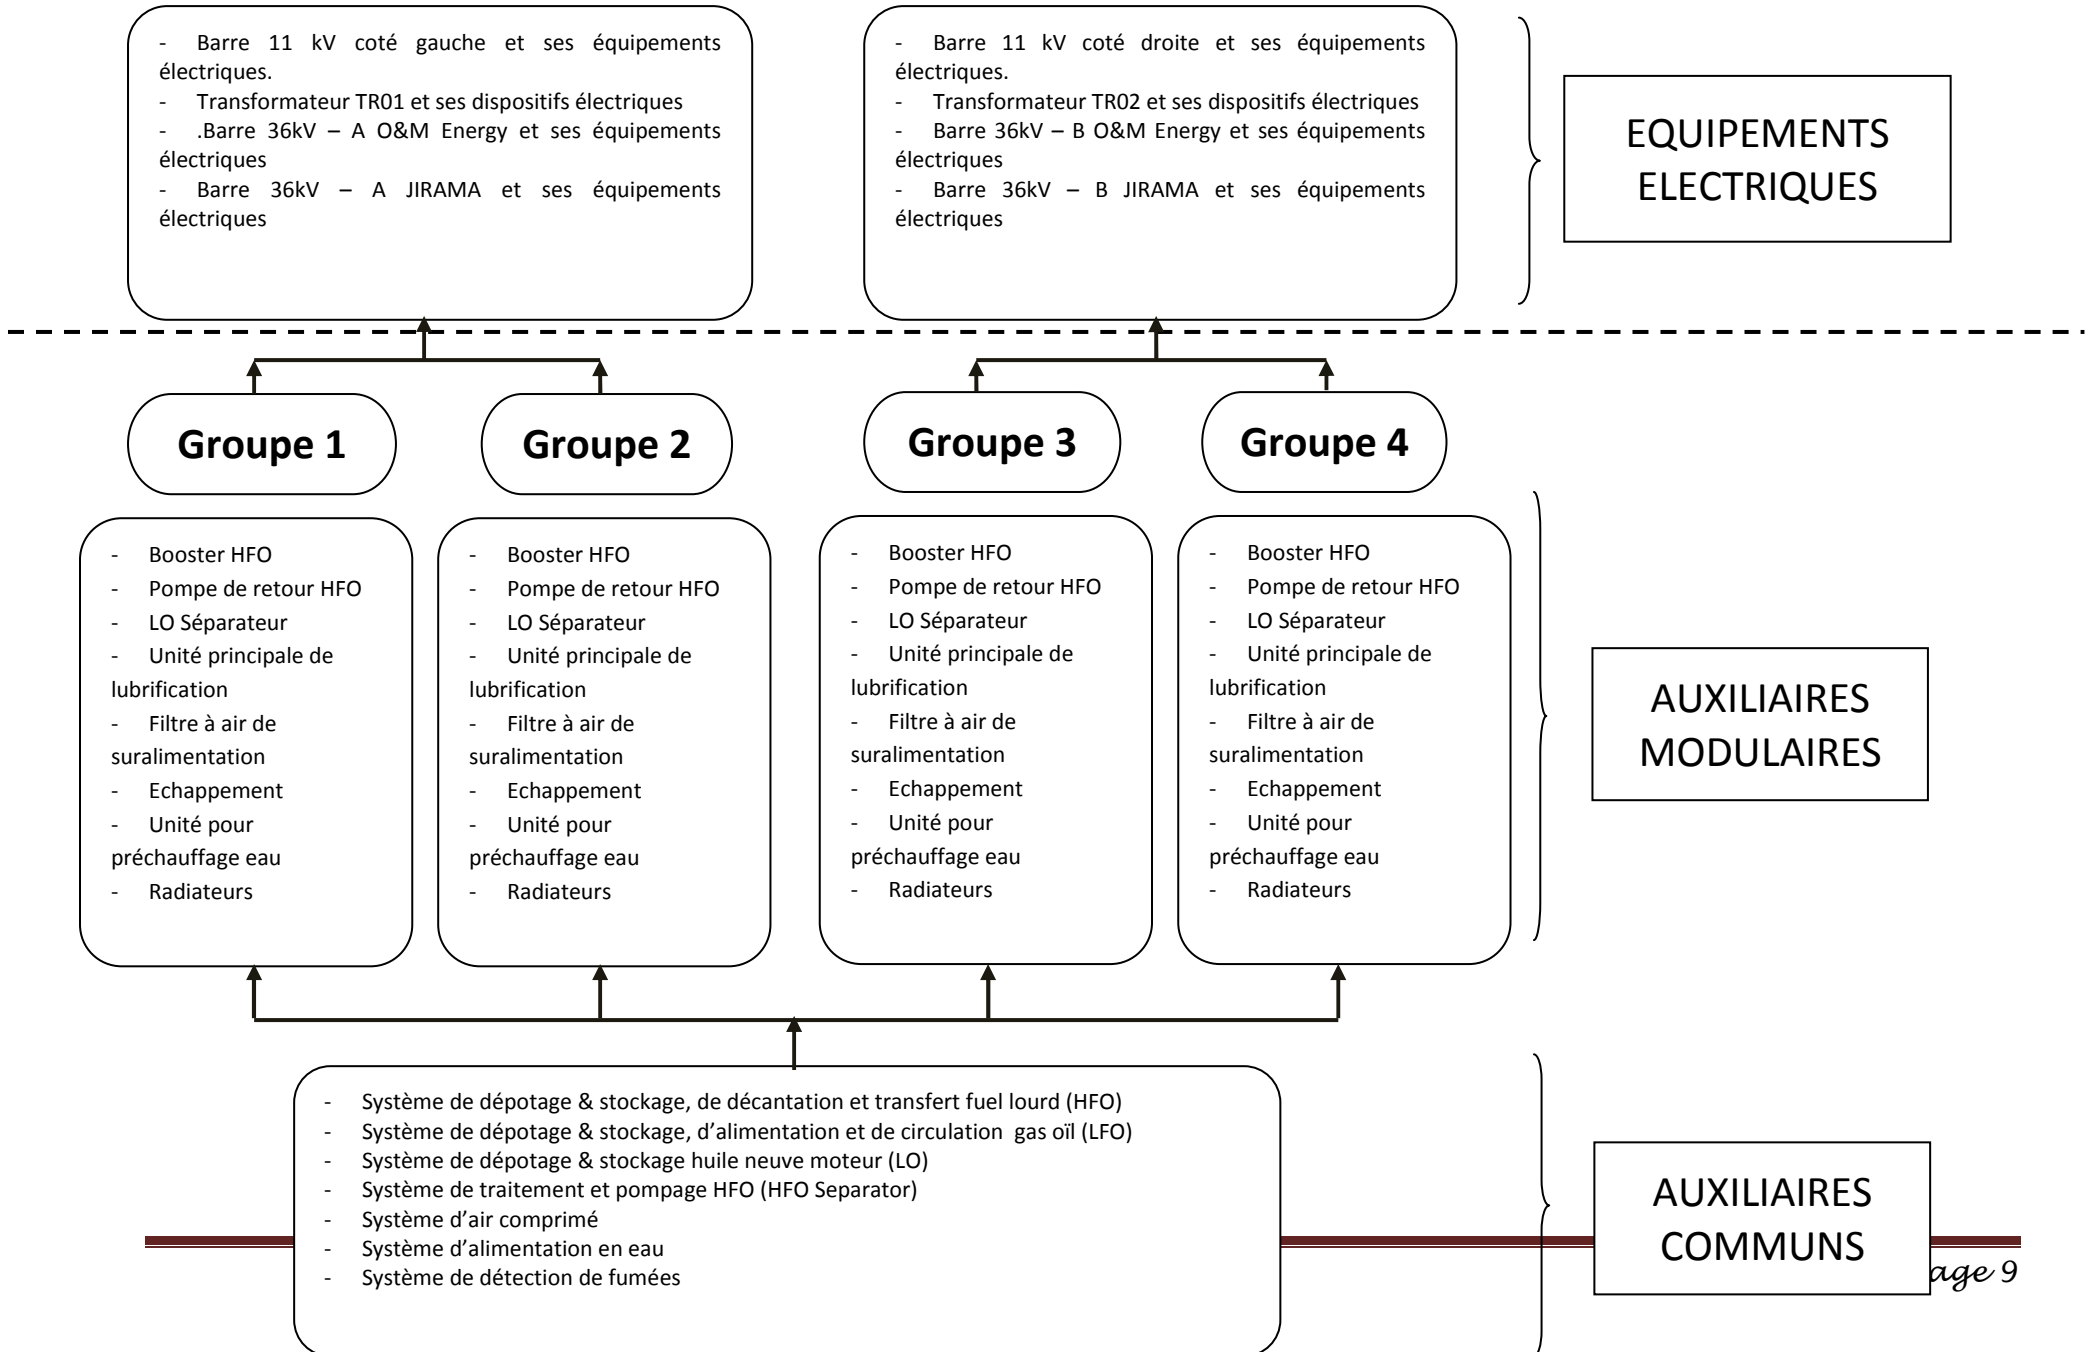 - Barre 11 kV coté gauche et ses équipements
électriques.
- Transformateur TR01 et ses dispositifs électriques
- .Barre 36kV – A O&M Energy et ses équipements
électriques
- Barre 36kV – A JIRAMA et ses équipements
électriques
- Barre 11 kV coté droite et ses équipements
électriques.
- Transformateur TR02 et ses dispositifs électriques
- Barre 36kV – B O&M Energy et ses équipements
électriques
- Barre 36kV – B JIRAMA et ses équipements
électriques
EQUIPEMENTS
ELECTRIQUES
Groupe 1
Groupe 2
Groupe 3
Groupe 4
- Booster HFO
- Pompe de retour HFO
- LO Séparateur
- Unité principale de
lubrification
- Filtre à air de
suralimentation
- Echappement
- Unité pour
préchauffage eau
- Radiateurs
- Booster HFO
- Pompe de retour HFO
- LO Séparateur
- Unité principale de
lubrification
- Filtre à air de
suralimentation
- Echappement
- Unité pour
préchauffage eau
- Radiateurs
- Booster HFO
- Pompe de retour HFO
- LO Séparateur
- Unité principale de
lubrification
- Filtre à air de
suralimentation
- Echappement
- Unité pour
préchauffage eau
- Radiateurs
- Booster HFO
- Pompe de retour HFO
- LO Séparateur
- Unité principale de
lubrification
- Filtre à air de
suralimentation
- Echappement
- Unité pour
préchauffage eau
- Radiateurs
AUXILIAIRES
MODULAIRES
- Système de dépotage & stockage, de décantation et transfert fuel lourd (HFO)
- Système de dépotage & stockage, d’alimentation et de circulation gas oïl (LFO)
- Système de dépotage & stockage huile neuve moteur (LO)
- Système de traitement et pompage HFO (HFO Separator)
- Système d’air comprimé
- Système d’alimentation en eau
- Système de détection de fumées
AUXILIAIRES
COMMUNS
age 9